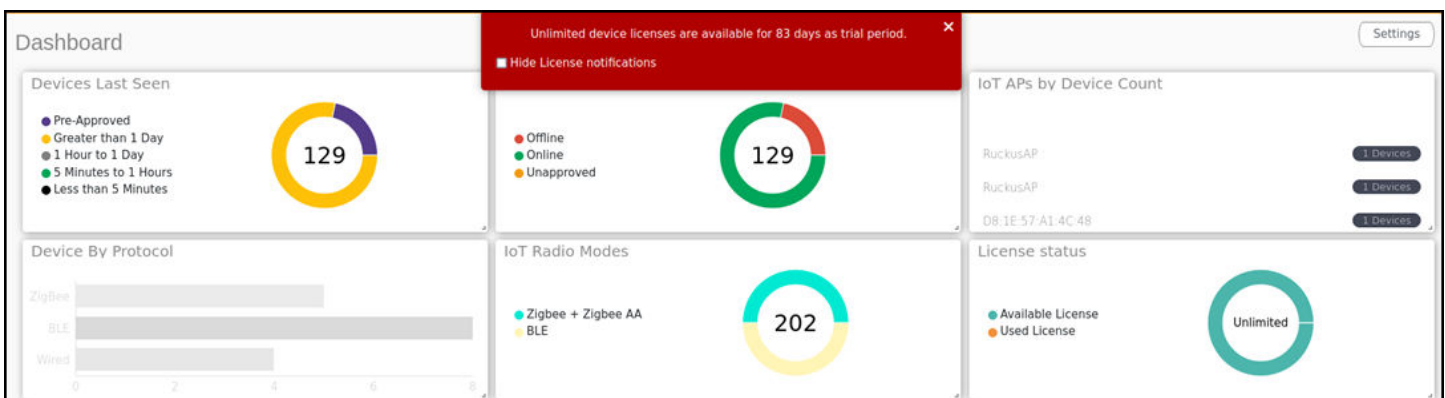 Dashboard
Unlimited device licenses are available for 83 days as trial period.
×
Hide License notifications
Settings
Devices Last Seen
Pre-Approved
Greater than 1 Day
1 Hour to 1 Day
5 Minutes to 1 Hours
Less than 5 Minutes
129
Offline
Online
Unapproved
129
IoT APs by Device Count
RuckusAP
1 Devices
RuckusAP
1 Devices
D8:1E:57:A1:4C:48
1 Devices
Device By Protocol
ZigBee
BLE
Wired
0 2 4 6 8
IoT Radio Modes
Zigbee + Zigbee AA
BLE
202
License status
Available License
Used License
Unlimited